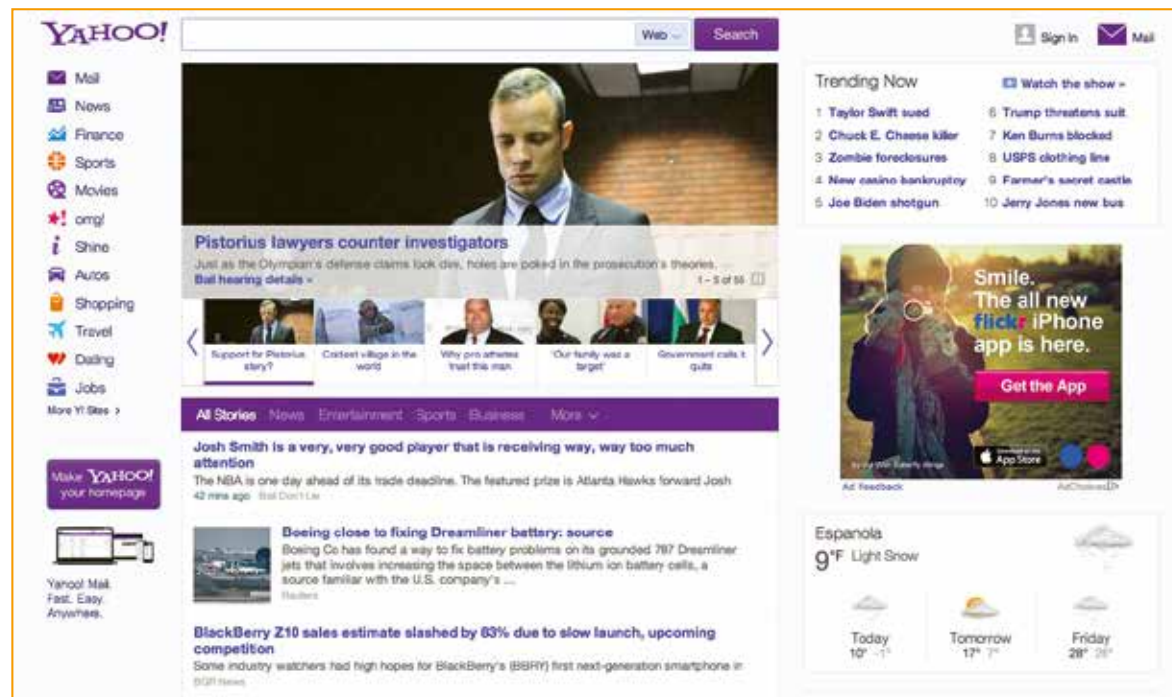 YAHOO!
Web
Search
Sign In
Mail
Mail
News
Finance
Sports
Movies
omg!
Shine
Autos
Shopping
Travel
Dating
Jobs
More Y! Sites >
Make YAHOO!
your homepage
Yahoo! Mail.
Fast. Easy.
Anywhere.
Pistorius lawyers counter investigators
Just as the Olympian's defense claims look dire, holes are poked in the prosecution's theories. ...
Bail hearing details »
1 - 5 of 55
Support for Pistorius
story?
Coldest village in the
world
Why pro athletes
trust this man
'Our family was a
target'
Government calls it
quits
All Stories News Entertainment Sports Business More
Josh Smith is a very, very good player that is receiving way, way too much
attention
The NBA is one day ahead of its trade deadline. The featured prize is Atlanta Hawks forward Josh
42 mins ago Ball Don't Lie
Boeing close to fixing Dreamliner battery: source
Boeing Co has found a way to fix battery problems on its grounded 787 Dreamliner
jets that involves increasing the space between the lithium ion battery cells, a
source familiar with the U.S. company's ...
Reuters
BlackBerry Z10 sales estimate slashed by 83% due to slow launch, upcoming
competition
Some industry watchers had high hopes for BlackBerry's (BBRY) first next-generation smartphone in
BGR News
Trending Now
Watch the show »
1 Taylor Swift sued
2 Chuck E. Cheese killer
3 Zombie foreclosures
4 New casino bankruptcy
5 Joe Biden shotgun
6 Trump threatens suit
7 Ken Burns blocked
8 USPS clothing line
9 Farmer's secret castle
10 Jerry Jones new bus
Smile.
The all new
flickr iPhone
app is here.
Get the App
App Store
Ad Feedback
AdChoices
Espanola
9°F Light Snow
Today
10° -1°
Tomorrow
17° 7°
Friday
28° 26°